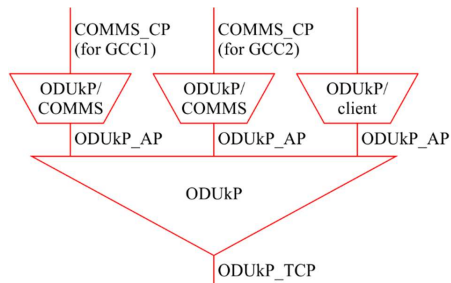 COMMS_CP
(for GCC1)
COMMS_CP
(for GCC2)
ODUkP/
COMMS
ODUkP/
COMMS
ODUkP/
client
ODUkP_AP
ODUkP_AP
ODUkP_AP
ODUkP
ODUkP_TCP